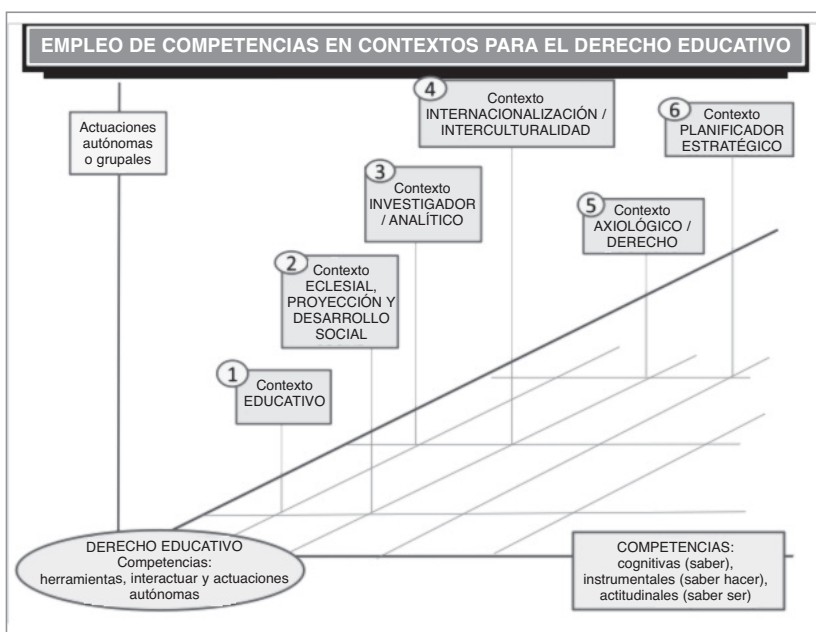 EMPLEO DE COMPETENCIAS EN CONTEXTOS PARA EL DERECHO EDUCATIVO
Actuaciones
autónomas
o grupales
1
Contexto
EDUCATIVO
2
Contexto
ECLESIAL,
PROYECCIÓN Y
DESARROLLO
SOCIAL
3
Contexto
INVESTIGADOR
/ ANALÍTICO
4
Contexto
INTERNACIONALIZACIÓN /
INTERCULTURALIDAD
5
Contexto
AXIOLÓGICO /
DERECHO
6
Contexto
PLANIFICADOR
ESTRATÉGICO
DERECHO EDUCATIVO
Competencias:
herramientas, interactuar y actuaciones
autónomas
COMPETENCIAS:
cognitivas (saber),
instrumentales (saber hacer),
actitudinales (saber ser)